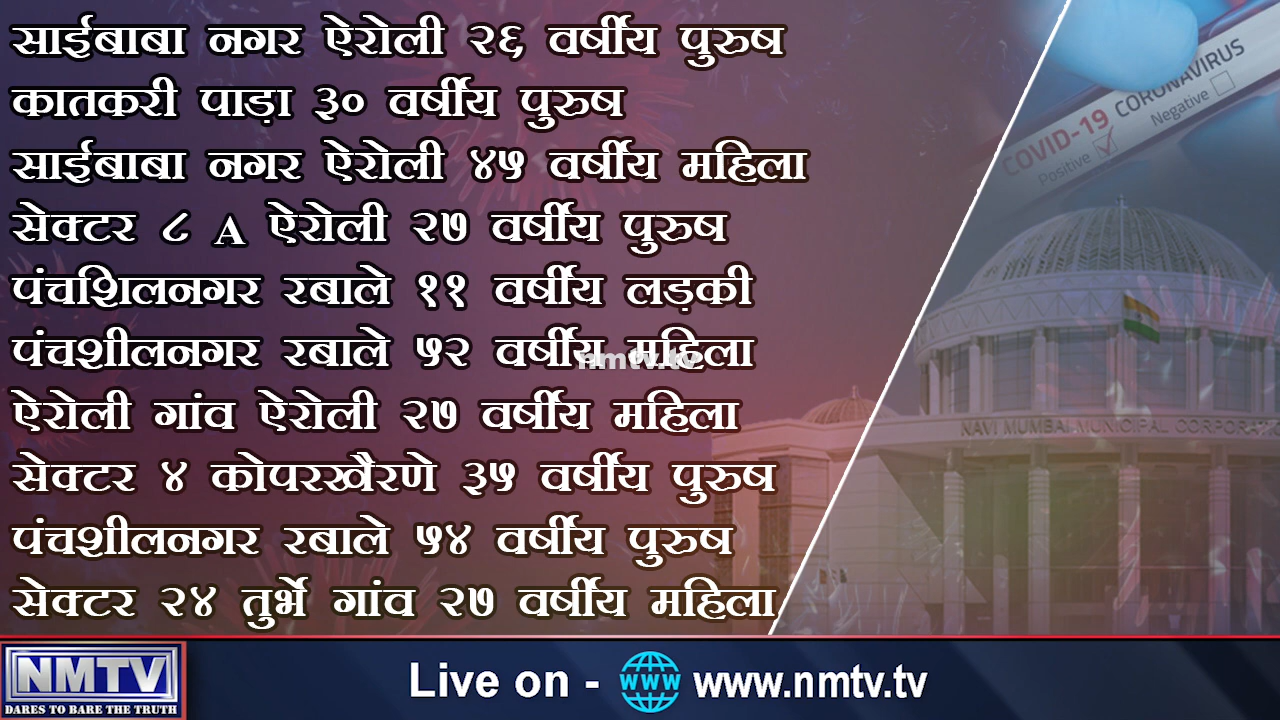 साईबाबा नगर ऐरोली २६ वर्षीय पुरुष
कातकरी पाड़ा ३० वर्षीय पुरुष
साईबाबा नगर ऐरोली ४५ वर्षीय महिला
सेक्टर ८ A ऐरोली २७ वर्षीय पुरुष
पंचशिलनगर रबाले ११ वर्षीय लड़की
पंचशीलनगर रबाले ५२ वर्षीय महिला
ऐरोली गांव ऐरोली २७ वर्षीय महिला
सेक्टर ४ कोपरखैरणे ३५ वर्षीय पुरुष
पंचशीलनगर रबाले ५४ वर्षीय पुरुष
सेक्टर २४ तुर्भे गांव २७ वर्षीय महिला
nmtv.tv
COVID-19 CORONAVIRUS
Positive Negative
NAVI MUMBAI MUNICIPAL
NMTV
DARES TO BARE THE TRUTH
Live on - www www.nmtv.tv